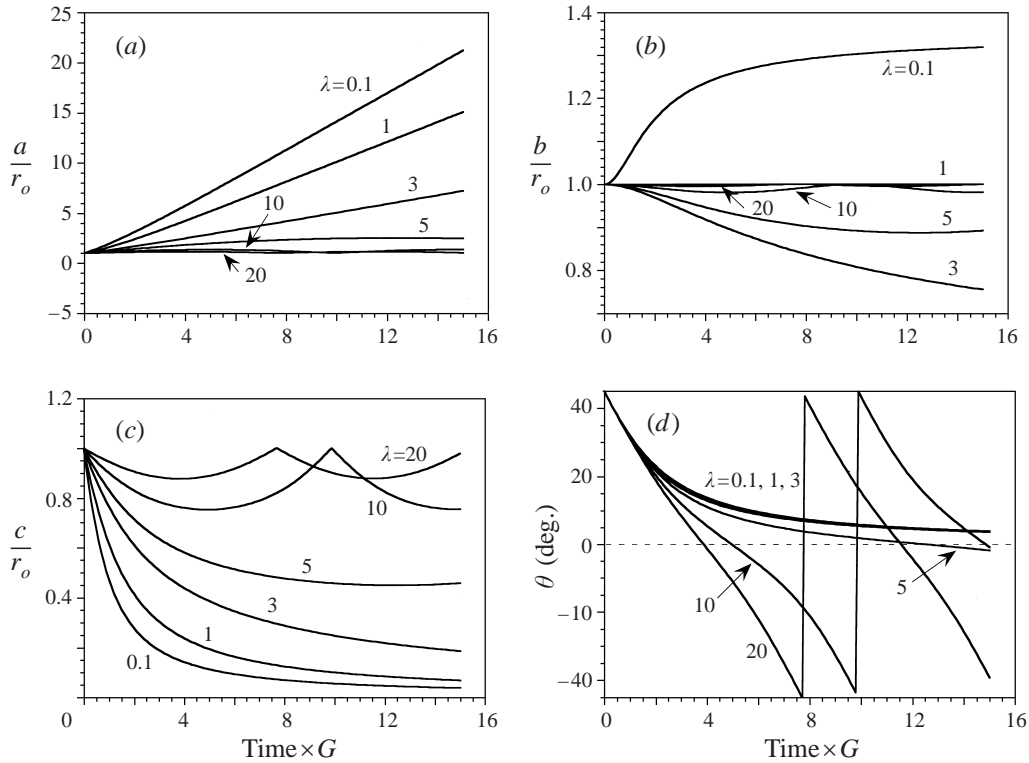 25
20
15
10
5
0
−5
a
r_o
(a)
λ=0.1
1
3
10
5
20
0 4 8 12 16
1.4
1.2
1.0
0.8
b
r_o
(b)
λ=0.1
1
20 10
5
3
0 4 8 12 16
1.2
0.8
0.4
0
c
r_o
(c)
λ=20
10
5
3
1
0.1
4 8 12 16
Time×G
40
20
0
−10
−40
θ (deg.)
(d)
λ=0.1, 1, 3
10
5
20
0 4 8 12 16
Time×G